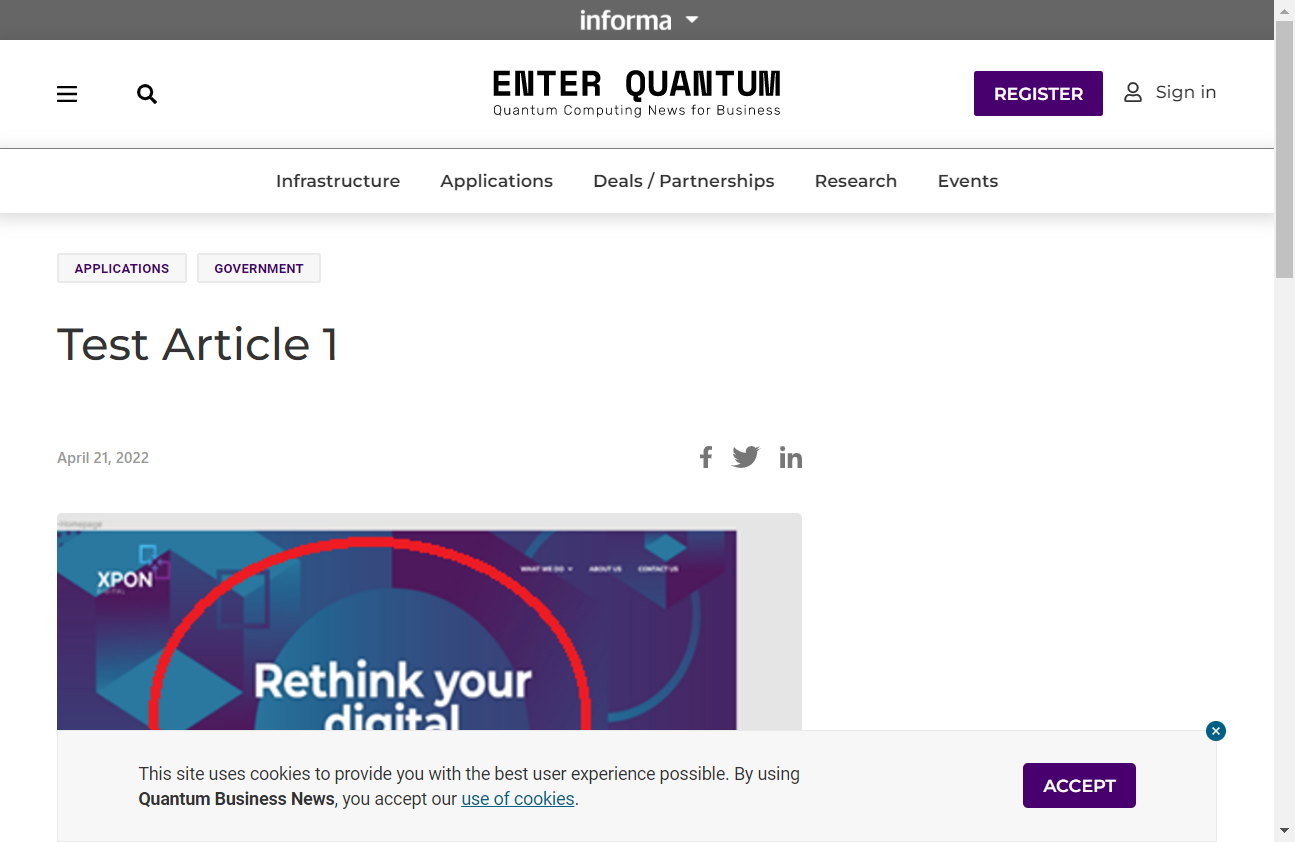 informa
ENTER QUANTUM
Quantum Computing News for Business
REGISTER
Sign in
Infrastructure
Applications
Deals / Partnerships
Research
Events
APPLICATIONS
GOVERNMENT
Test Article 1
April 21, 2022
Homepage
XPON
DIGITAL
WHAT WE DO
ABOUT US
CONTACT US
Rethink your
digital
This site uses cookies to provide you with the best user experience possible. By using
Quantum Business News, you accept our use of cookies.
ACCEPT